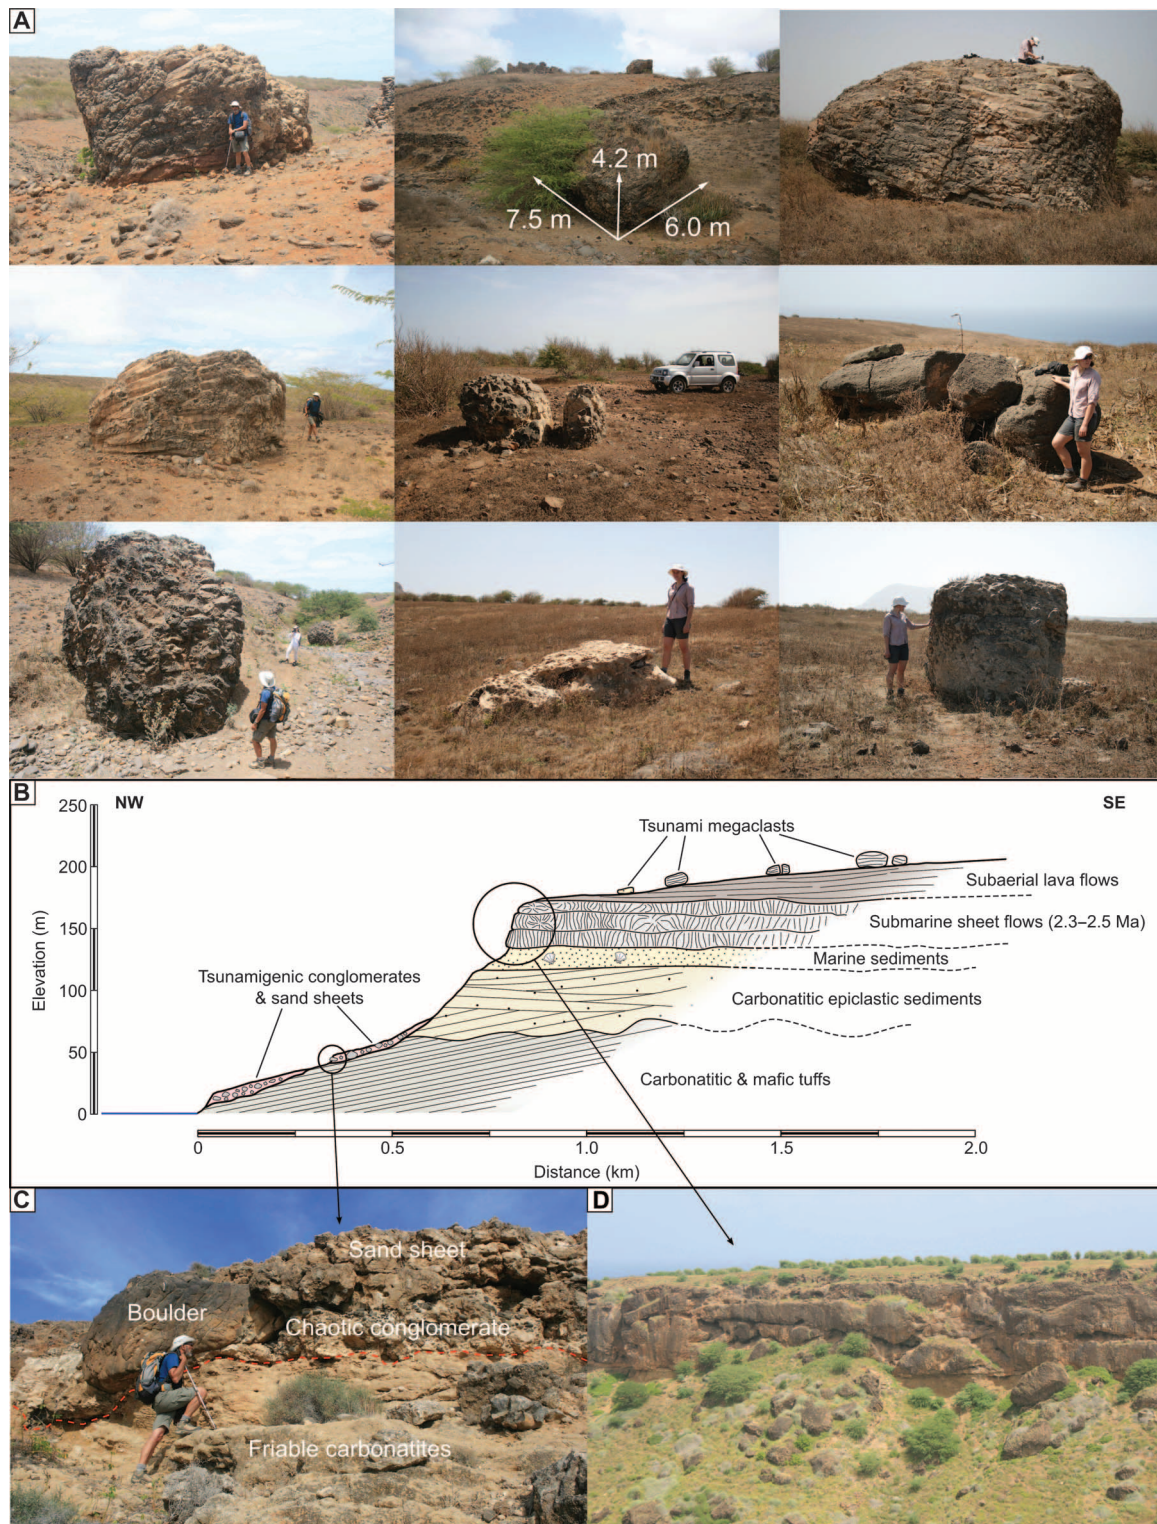 A
4.2 m
7.5 m
6.0 m
B
NW
SE
250
200
150
100
50
0
Elevation (m)
Tsunami megaclasts
Subaerial lava flows
Submarine sheet flows (2.3–2.5 Ma)
Marine sediments
Tsunamigenic conglomerates
& sand sheets
Carbonatitic epiclastic sediments
Carbonatitic & mafic tuffs
0
0.5
1.0
1.5
2.0
Distance (km)
C
Sand sheet
Boulder
Chaotic conglomerate
Friable carbonatites
D